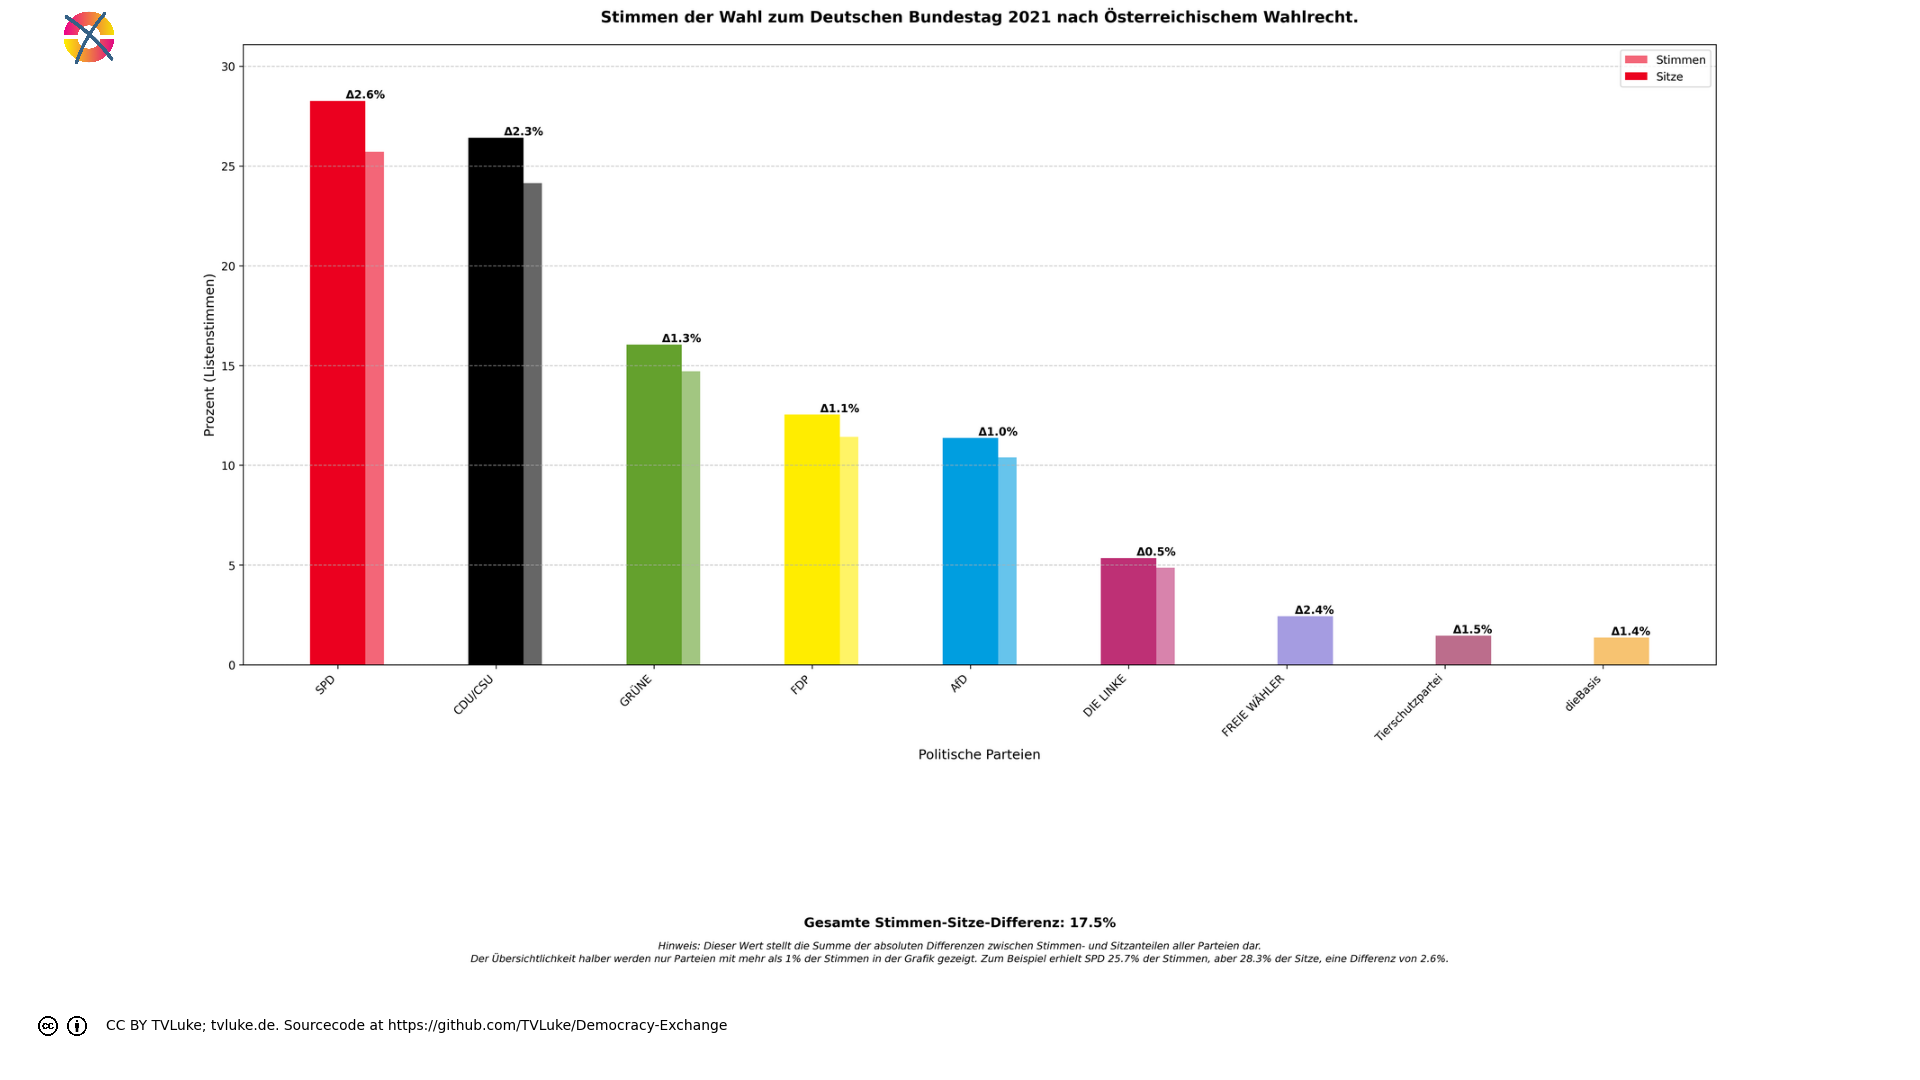 Stimmen der Wahl zum Deutschen Bundestag 2021 nach Österreichischem Wahlrecht.
Stimmen
Sitze
Prozent (Listenstimmen)
30
25
20
15
10
5
0
Δ2.6%
Δ2.3%
Δ1.3%
Δ1.1%
Δ1.0%
Δ0.5%
Δ2.4%
Δ1.5%
Δ1.4%
SPD
CDU/CSU
GRÜNE
FDP
AfD
DIE LINKE
FREIE WÄHLER
Tierschutzpartei
dieBasis
Politische Parteien
Gesamte Stimmen-Sitze-Differenz: 17.5%
Hinweis: Dieser Wert stellt die Summe der absoluten Differenzen zwischen Stimmen- und Sitzanteilen aller Parteien dar.
Der Übersichtlichkeit halber werden nur Parteien mit mehr als 1% der Stimmen in der Grafik gezeigt. Zum Beispiel erhielt SPD 25.7% der Stimmen, aber 28.3% der Sitze, eine Differenz von 2.6%.
cc CC BY TVLuke; tvluke.de. Sourcecode at https://github.com/TVLuke/Democracy-Exchange